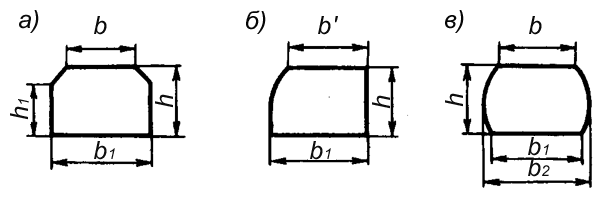 а) b h₁ h b₁
б) b' h b₁
в) b h b₁ b₂